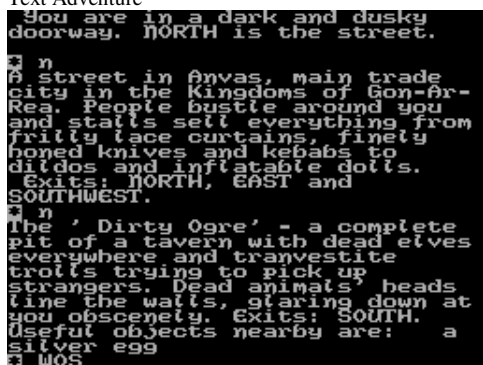 Text Adventure
You are in a dark and dusky
doorway. NORTH is the street.
* n
A street in Anvas, main trade
city in the Kingdoms of Gon-Ar-
Rea. People bustle around you
and stalls sell everything from
frilly lace curtains, finely
honed knives and kebabs to
dildos and inflatable dolls.
Exits: NORTH, EAST and
SOUTHWEST.
* n
The ' Dirty Ogre' - a complete
pit of a tavern with dead elves
everywhere and tranvestite
trolls trying to pick up
strangers. Dead animals' heads
line the walls, glaring down at
you obscenely. Exits: SOUTH.
Useful objects nearby are: a
silver egg
* WOS